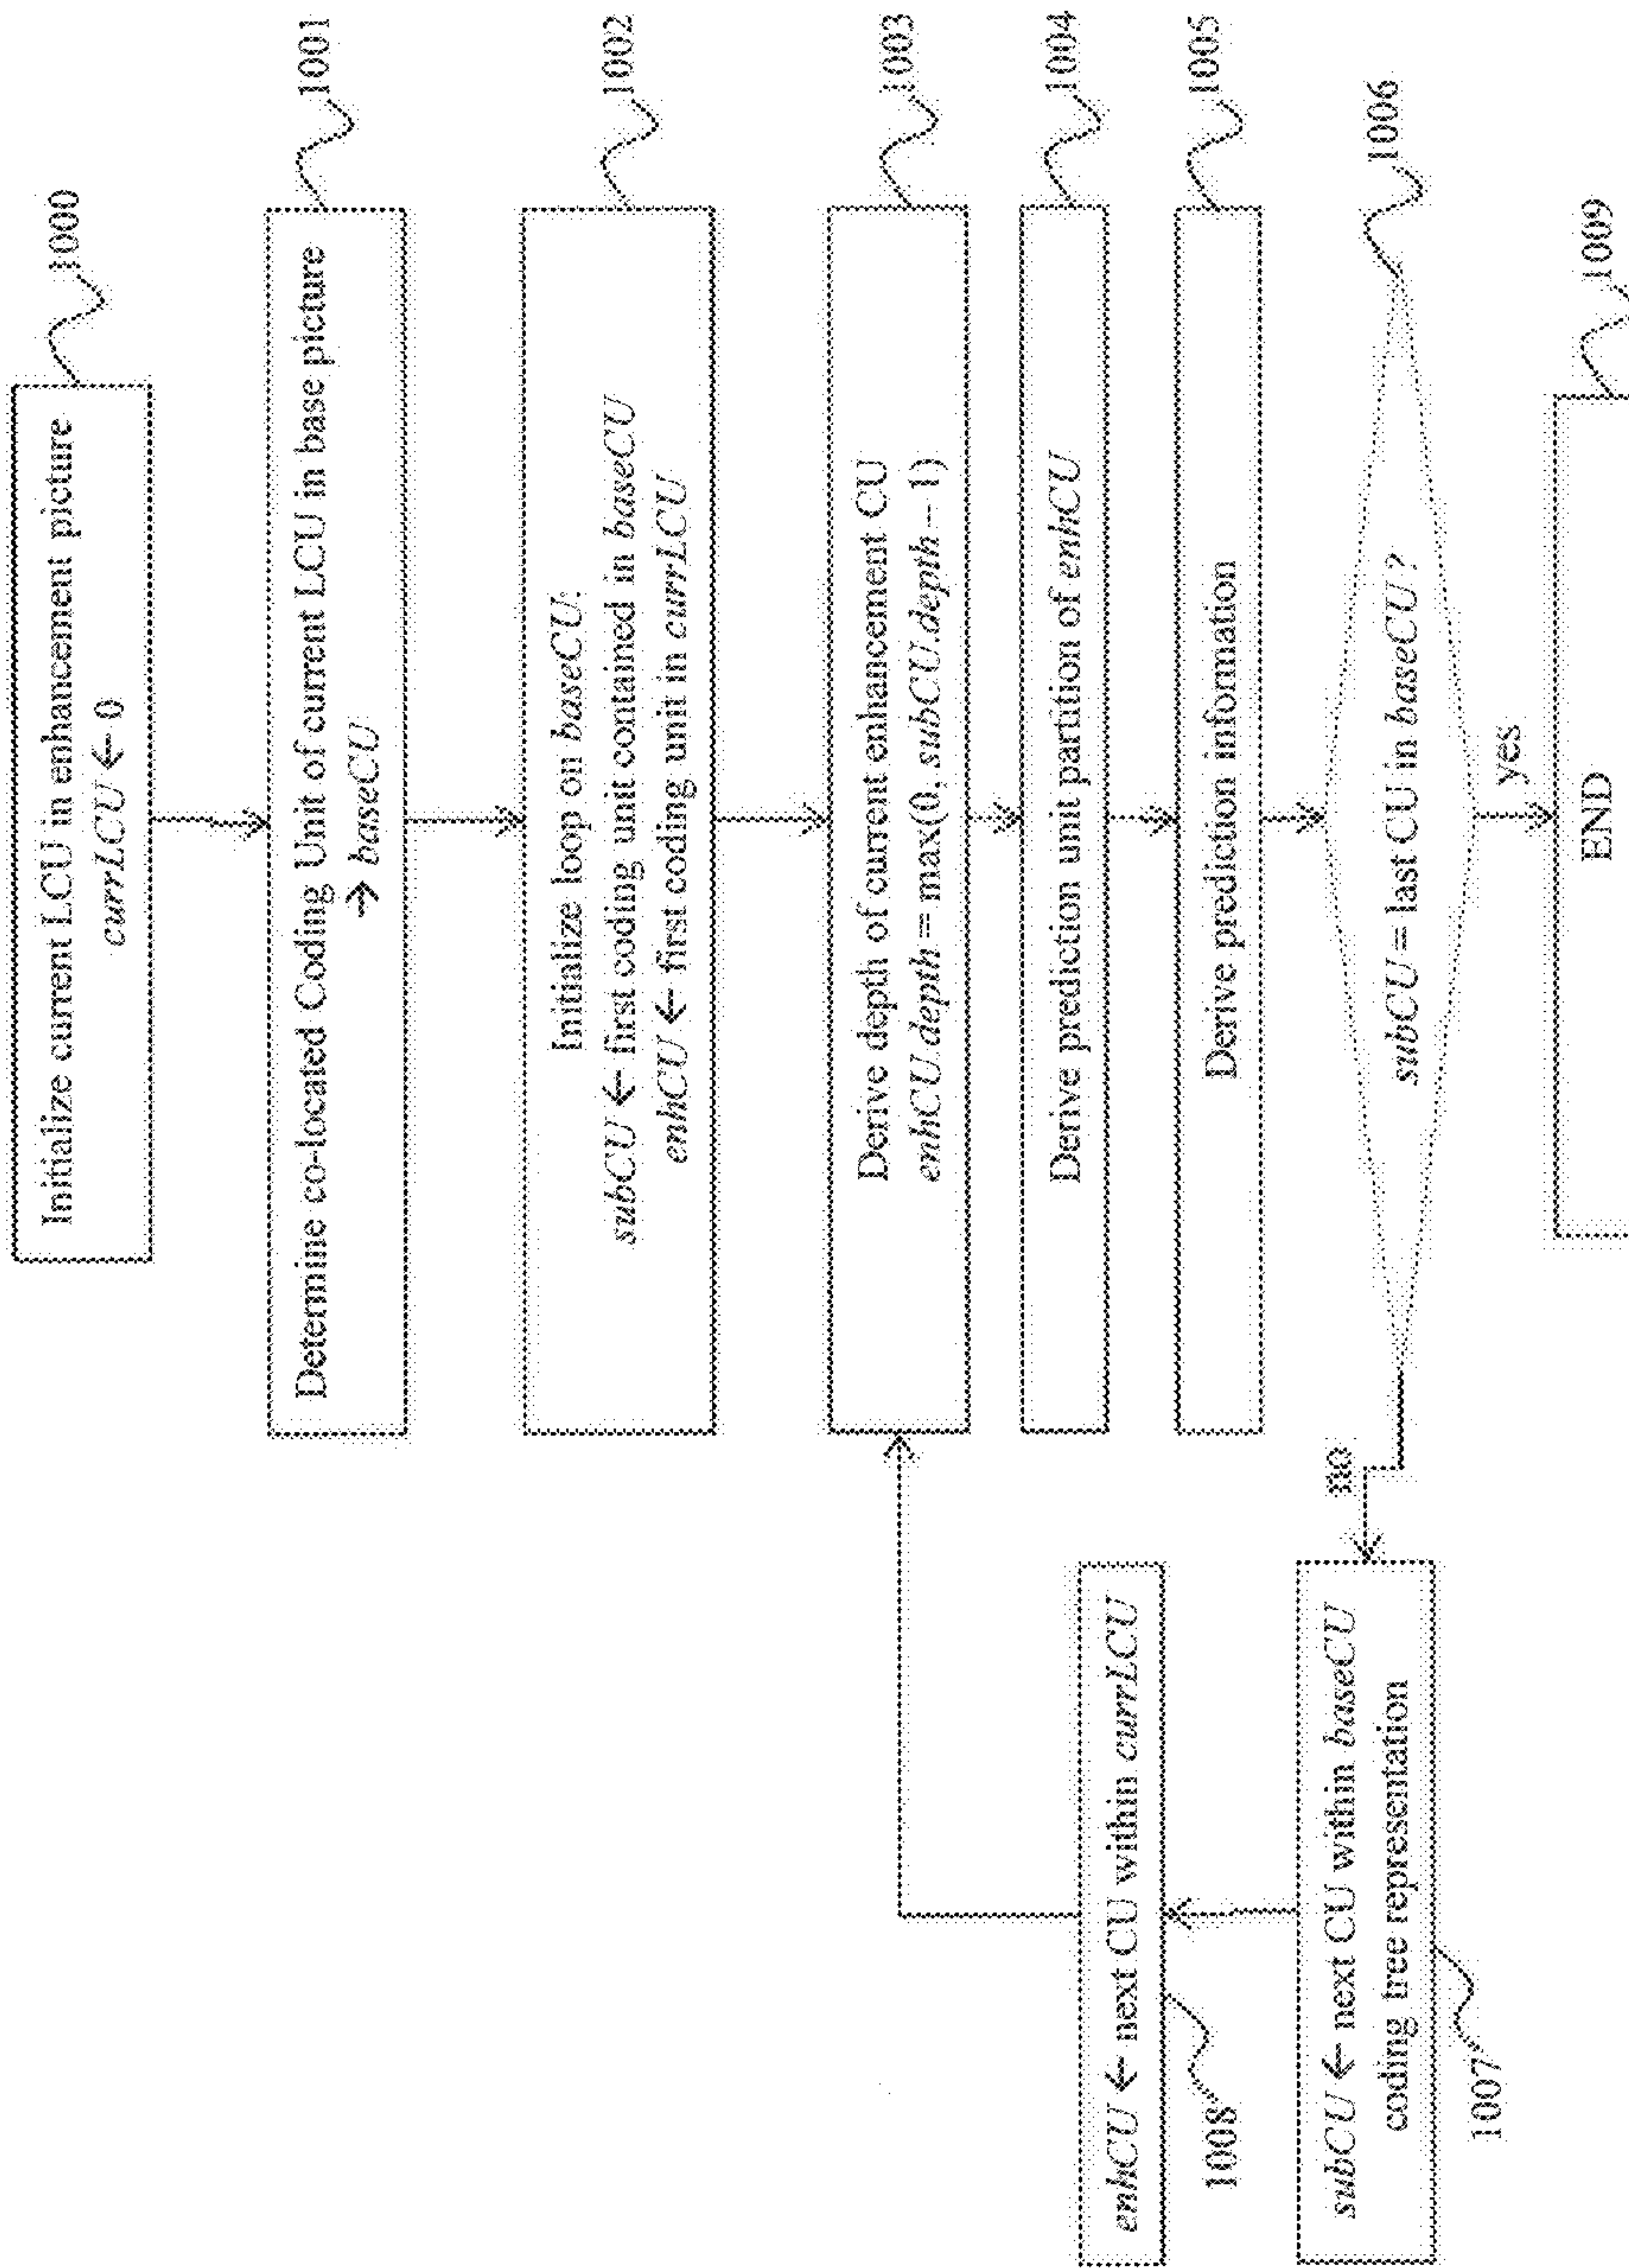 Initialize current LCU in enhancement picture
currLCU ← 0
1000
Determine co-located Coding Unit of current LCU in base picture
→ baseCU
1001
Initialize loop on baseCU:
subCU ← first coding unit contained in baseCU
enhCU ← first coding unit in currLCU
1002
Derive depth of current enhancement CU
enhCU.depth = max(0, subCU.depth – 1)
1003
Derive prediction unit partition of enhCU
1004
Derive prediction information
1005
subCU = last CU in baseCU ?
1006
no
yes
subCU ← next CU within baseCU
coding tree representation
1007
enhCU ← next CU within currLCU
1008
END
1009